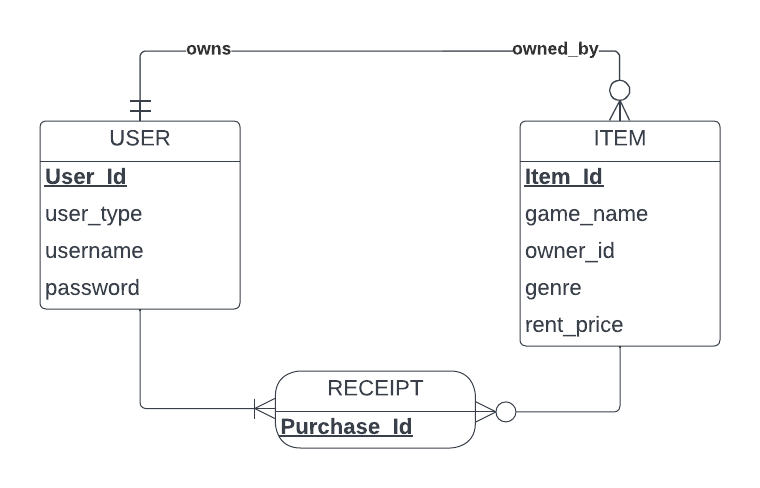 owns
owned_by
USER
User_Id
user_type
username
password
ITEM
Item_Id
game_name
owner_id
genre
rent_price
RECEIPT
Purchase_Id